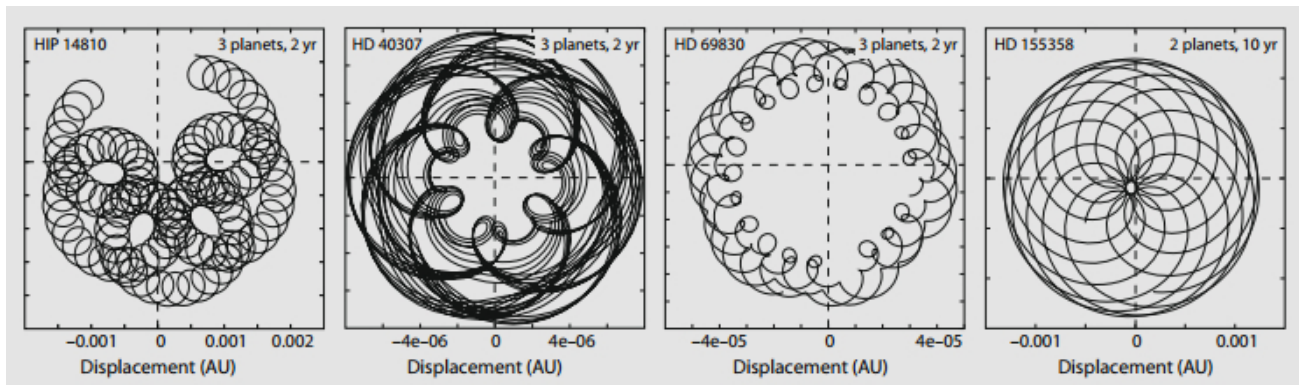 HIP 14810 3 planets, 2 yr
−0.001 0 0.001 0.002
Displacement (AU)
HD 40307 3 planets, 2 yr
−4e−06 0 4e−06
Displacement (AU)
HD 69830 3 planets, 2 yr
−4e−05 0 4e−05
Displacement (AU)
HD 155358 2 planets, 10 yr
−0.001 0 0.001
Displacement (AU)